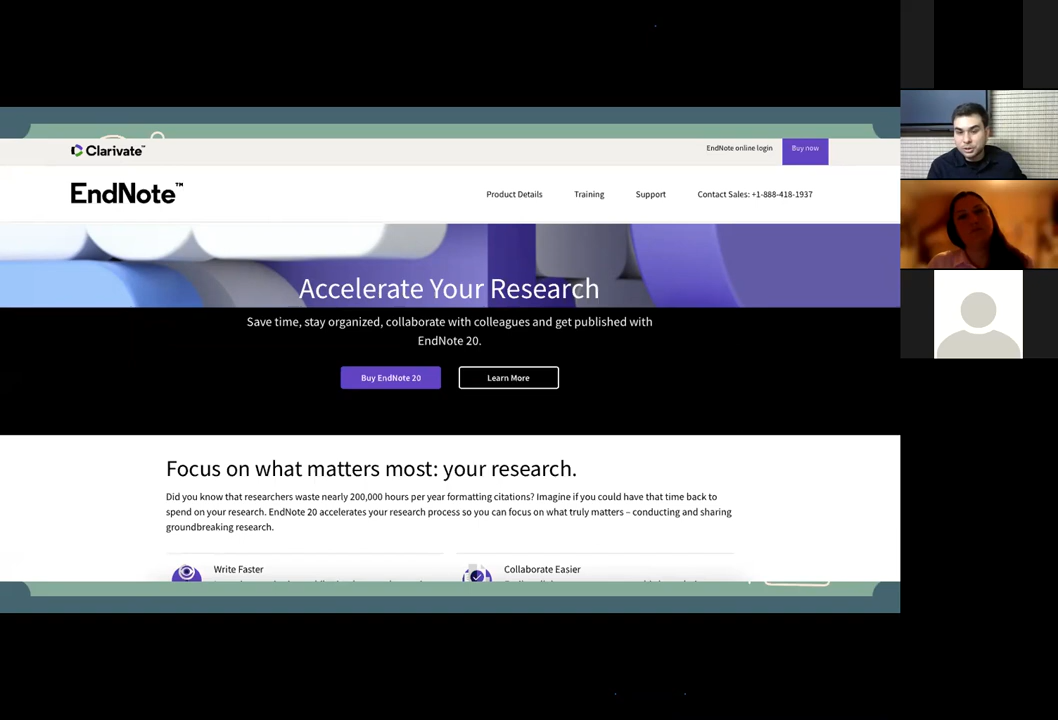 Clarivate™
EndNote online login
Buy now
EndNote™
Product Details
Training
Support
Contact Sales: +1-888-418-1937
Accelerate Your Research
Save time, stay organized, collaborate with colleagues and get published with
EndNote 20.
Buy EndNote 20
Learn More
Focus on what matters most: your research.
Did you know that researchers waste nearly 200,000 hours per year formatting citations? Imagine if you could have that time back to
spend on your research. EndNote 20 accelerates your research process so you can focus on what truly matters – conducting and sharing
groundbreaking research.
Write Faster
Collaborate Easier